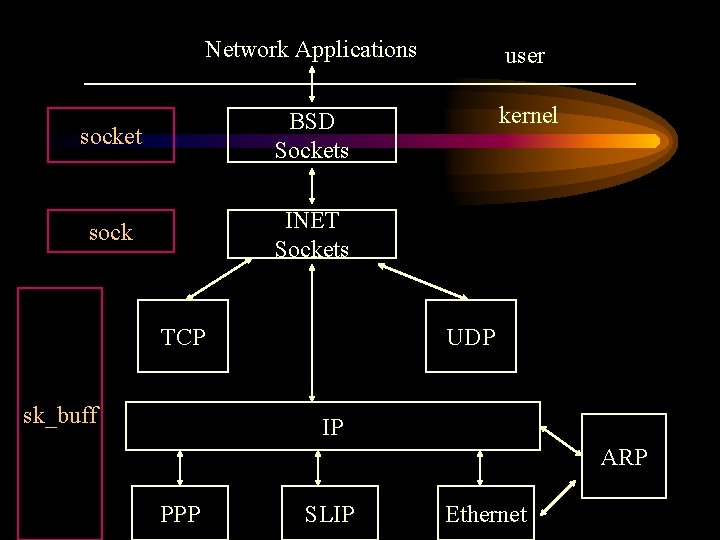 Network Applications
user
kernel
socket
BSD
Sockets
sock
INET
Sockets
TCP
UDP
sk_buff
IP
ARP
PPP
SLIP
Ethernet